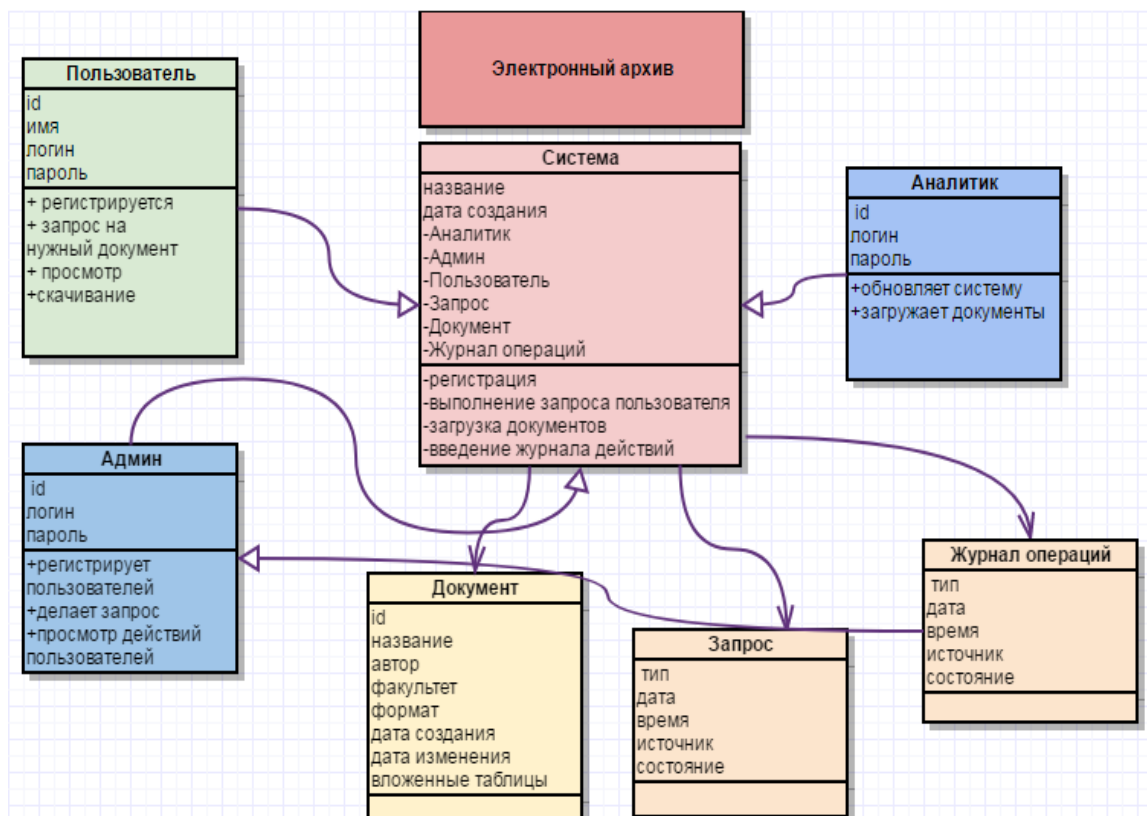 Электронный архив
Пользователь
id
имя
логин
пароль
+ регистрируется
+ запрос на
нужный документ
+ просмотр
+скачивание
Система
название
дата создания
-Аналитик
-Админ
-Пользователь
-Запрос
-Документ
-Журнал операций
-регистрация
-выполнение запроса пользователя
-загрузка документов
-введение журнала действий
Аналитик
id
логин
пароль
+обновляет систему
+загружает документы
Админ
id
логин
пароль
+регистрирует
пользователей
+делает запрос
+просмотр действий
пользователей
Документ
id
название
автор
факультет
формат
дата создания
дата изменения
вложенные таблицы
Запрос
тип
дата
время
источник
состояние
Журнал операций
тип
дата
время
источник
состояние